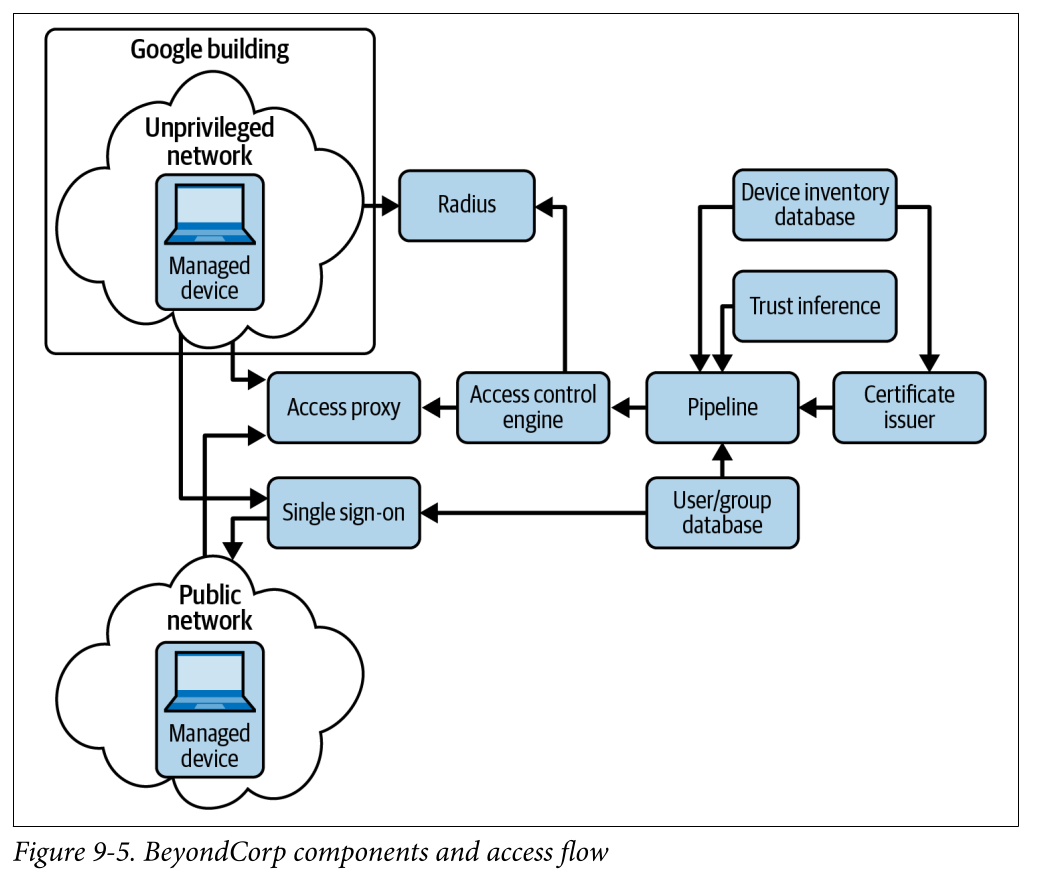 Google building
Unprivileged
network
Managed
device
Radius
Device inventory
database
Trust inference
Access proxy
Access control
engine
Pipeline
Certificate
issuer
Single sign-on
User/group
database
Public
network
Managed
device
Figure 9-5. BeyondCorp components and access flow